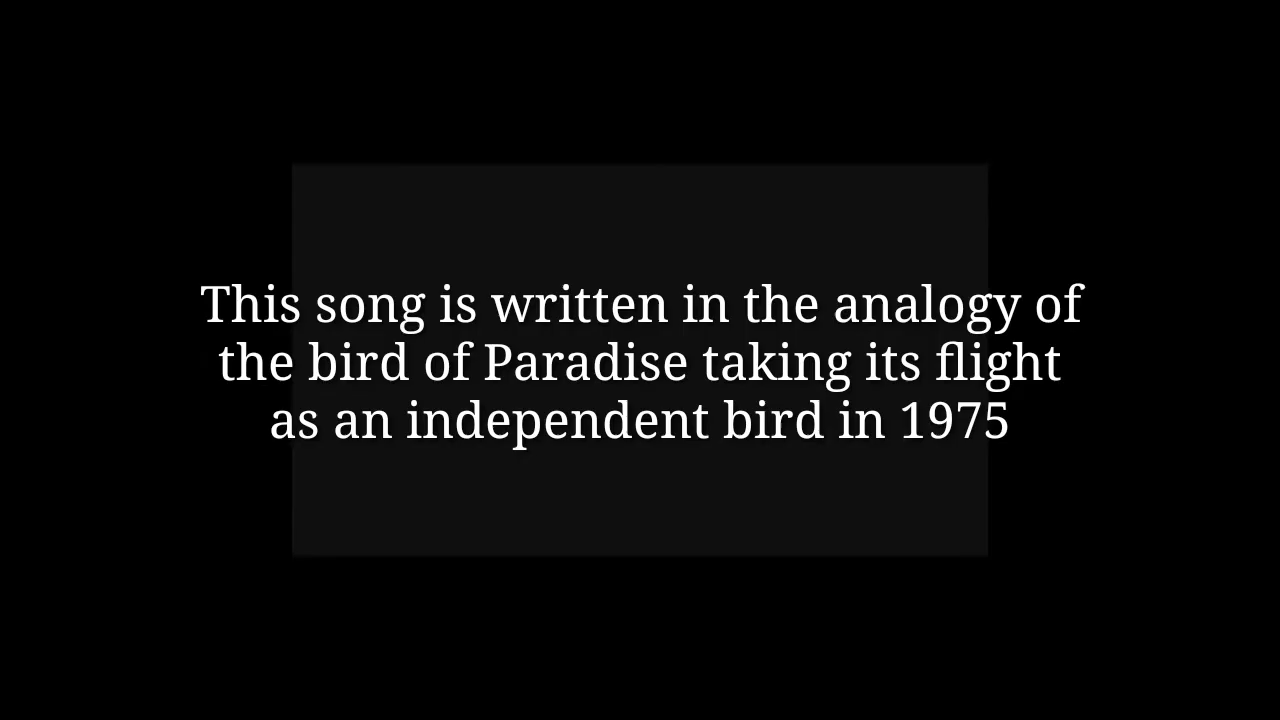 This song is written in the analogy of
the bird of Paradise taking its flight
as an independent bird in 1975